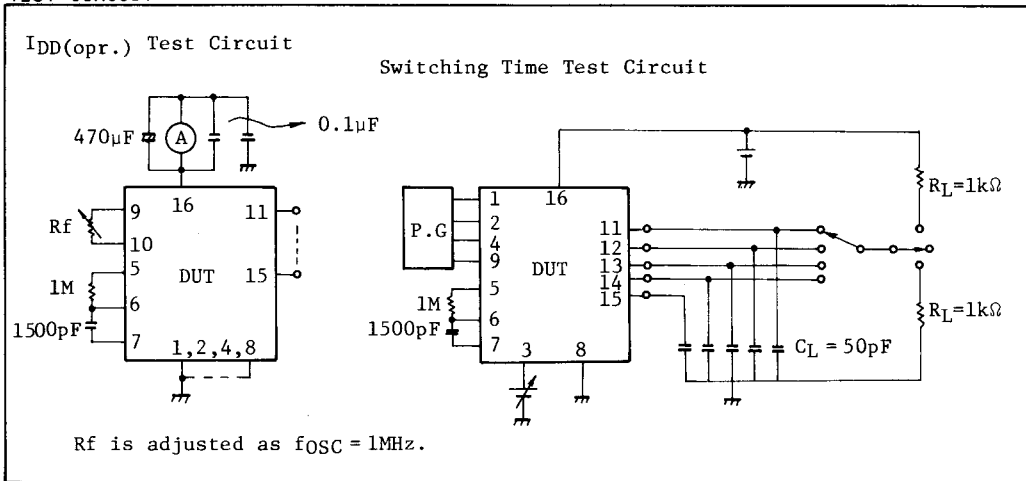 IDD(opr.) Test Circuit
Switching Time Test Circuit
470μF
A
0.1μF
16
9
11
Rf
10
5
DUT
15
1M
6
1500pF
7
1,2,4,8
Rf is adjusted as fOSC = 1MHz.
16
RL=1kΩ
1
P.G
2
4
9
DUT
11
12
13
14
15
5
1M
6
1500pF
7
3
8
RL=1kΩ
CL = 50pF